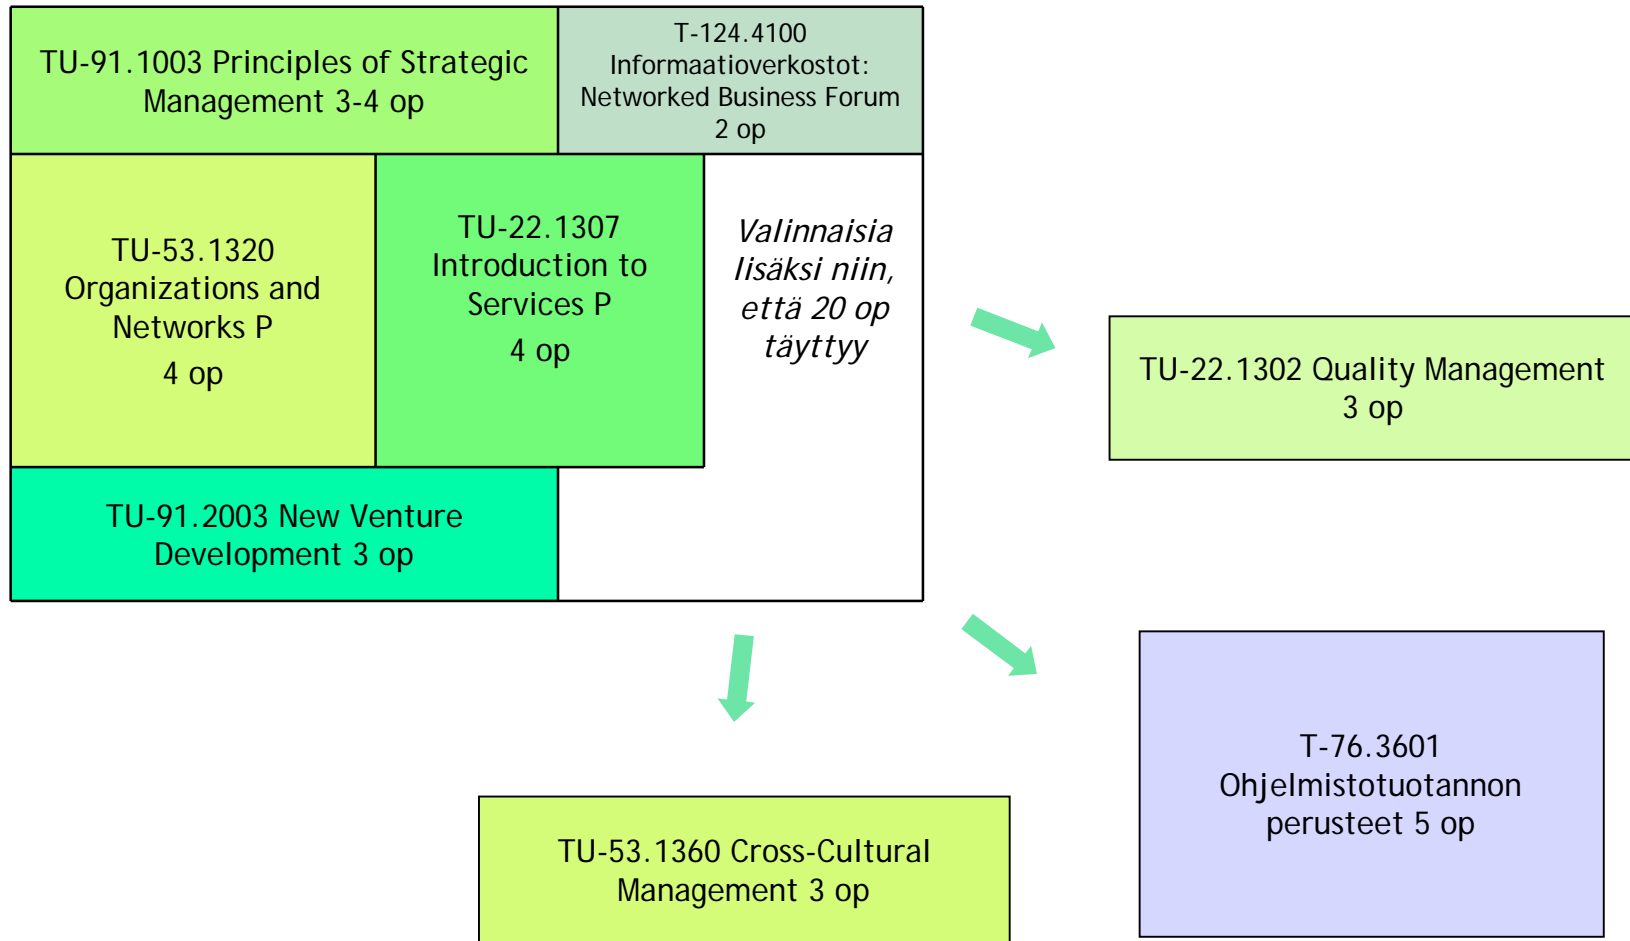 TU-91.1003 Principles of Strategic
Management 3-4 op
T-124.4100
Informaatioverkostot:
Networked Business Forum
2 op
TU-53.1320
Organizations and
Networks P
4 op
TU-22.1307
Introduction to
Services P
4 op
Valinnaisia
lisäksi niin,
että 20 op
täyttyy
TU-91.2003 New Venture
Development 3 op
TU-22.1302 Quality Management
3 op
T-76.3601
Ohjelmistotuotannon
perusteet 5 op
TU-53.1360 Cross-Cultural
Management 3 op